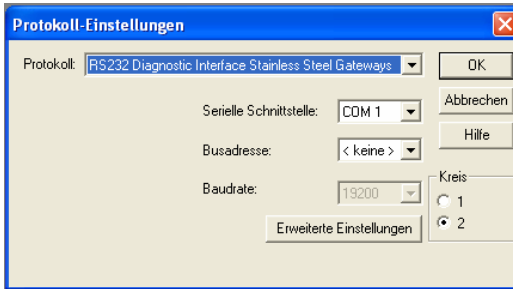 Protokoll-Einstellungen
Protokoll: RS232 Diagnostic Interface Stainless Steel Gateways
OK
Serielle Schnittstelle: COM 1
Abbrechen
Busadresse: < keine >
Hilfe
Baudrate: 19200
Kreis
1
2
Erweiterte Einstellungen